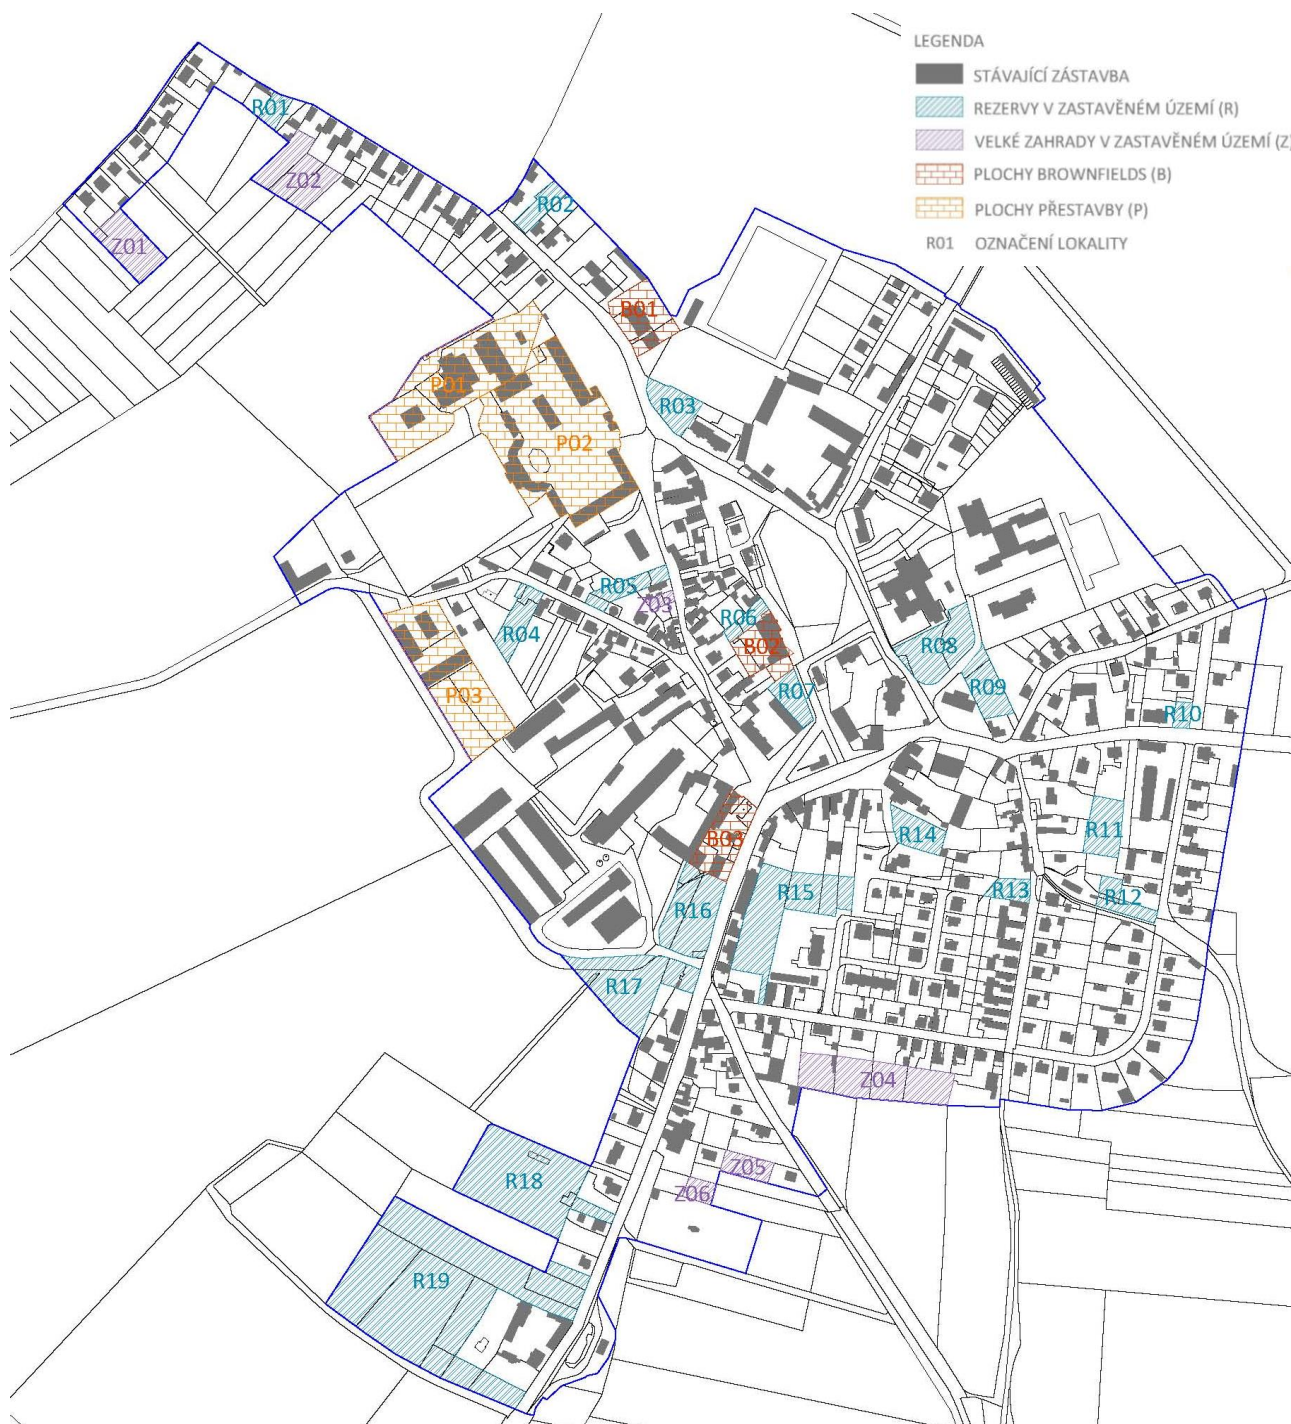 LEGENDA
STÁVAJÍCÍ ZÁSTAVBA
REZERVY V ZASTAVĚNÉM ÚZEMÍ (R)
VELKÉ ZAHRADY V ZASTAVĚNÉM ÚZEMÍ (Z)
PLOCHY BROWNFIELDS (B)
PLOCHY PŘESTAVBY (P)
R01 OZNAČENÍ LOKALITY
R01
Z02
R02
Z01
B01
P01
R03
P02
R05
Z03
R06
R04
B02
R08
R07
R09
P03
R10
R11
B03
R14
R15
R13
R12
R16
R17
Z04
Z05
R18
Z06
R19